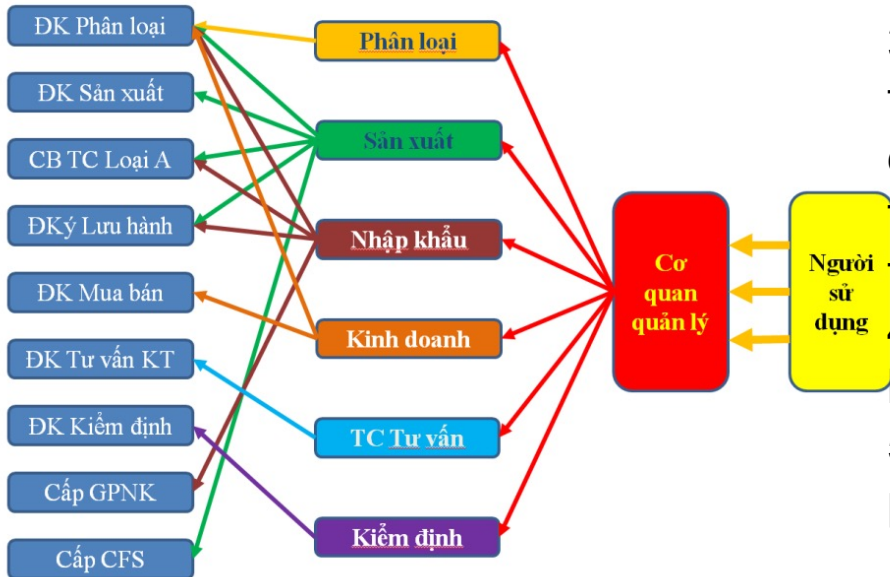 ĐK Phân loại
ĐK Sản xuất
CB TC Loại A
ĐKý Lưu hành
ĐK Mua bán
ĐK Tư vấn KT
ĐK Kiểm định
Cấp GPNK
Cấp CFS
Phân loại
Sản xuất
Nhập khẩu
Kinh doanh
TC Tư vấn
Kiểm định
Cơ
quan
quản lý
Người
sử
dụng